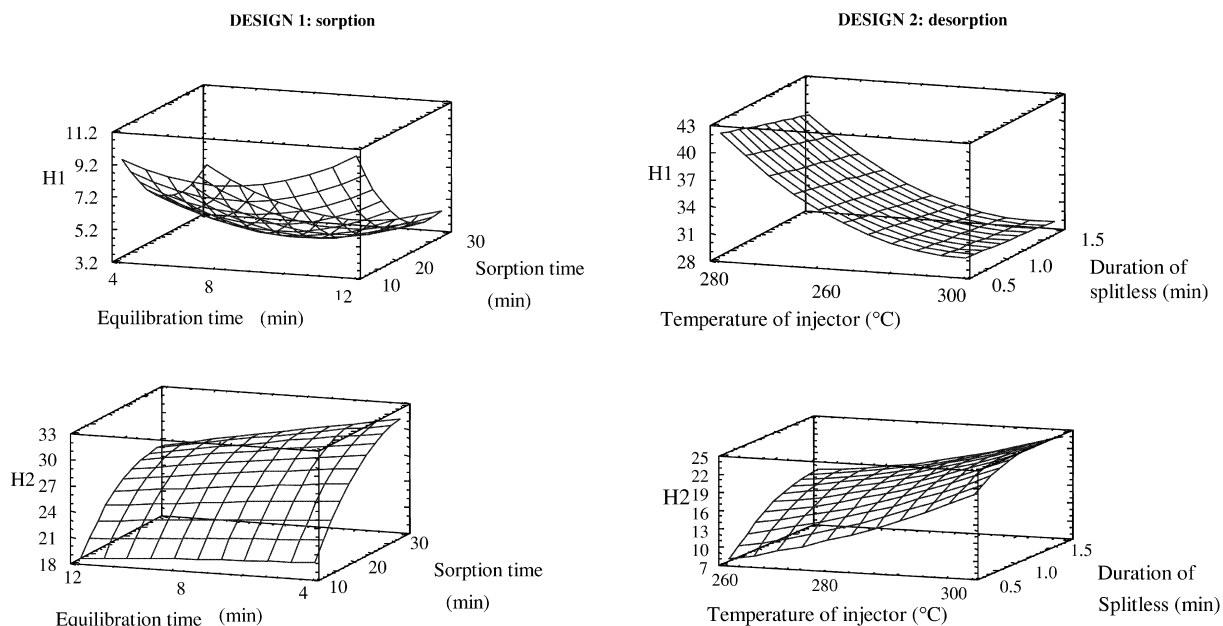 DESIGN 1: sorption
DESIGN 2: desorption
11.2
9.2
H1
7.2
5.2
3.2
4
8
12
10
20
30
Sorption time
(min)
Equilibration time (min)
43
40
H1
37
34
31
28
280
260
300
0.5
1.0
1.5
Duration of
splitless (min)
Temperature of injector (°C)
33
30
H2
27
24
21
18
12
8
4
10
20
30
Sorption time
(min)
Equilibration time (min)
25
22
H2
19
16
13
10
7
260
280
300
0.5
1.0
1.5
Duration of
Splitless (min)
Temperature of injector (°C)